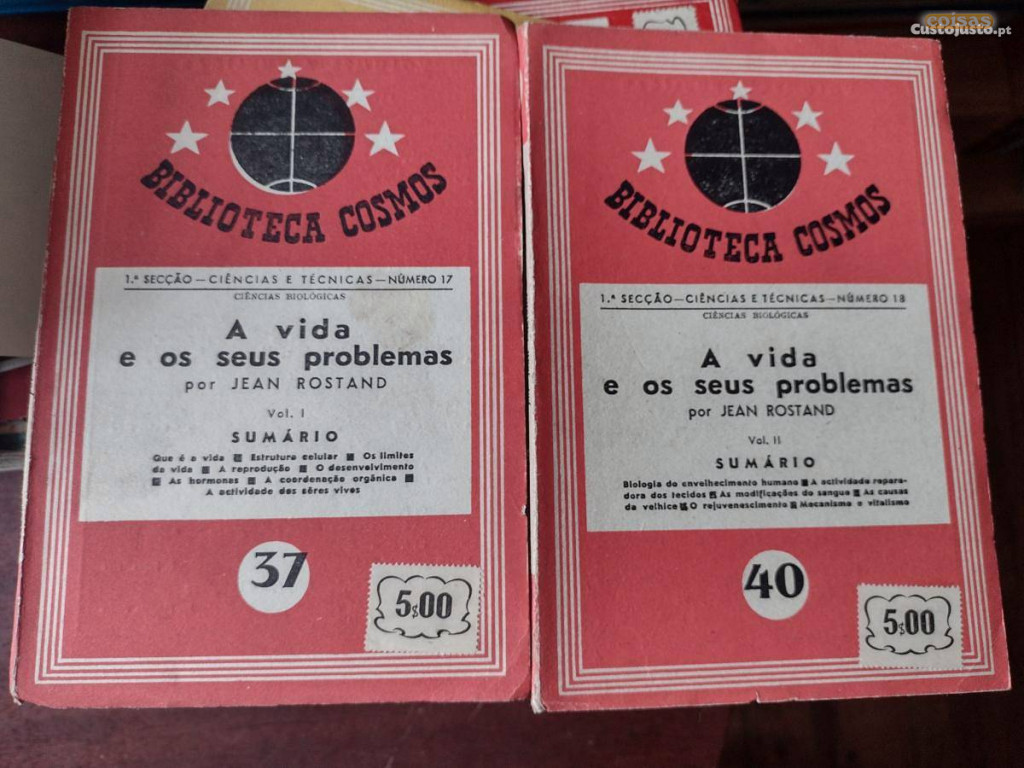 coisas
Custojusto.pt
BIBLIOTECA COSMOS
1.ª SECÇÃO — CIÊNCIAS E TÉCNICAS — NÚMERO 17
CIÊNCIAS BIOLÓGICAS
A vida
e os seus problemas
por JEAN ROSTAND
Vol. I
SUMÁRIO
Que é a vida ■ Estrutura celular ■ Os limites
da vida ■ A reprodução ■ O desenvolvimento
■ As hormonas ■ A coordenação orgânica ■
A actividade dos sêres vivos
37
5$00
BIBLIOTECA COSMOS
1.ª SECÇÃO — CIÊNCIAS E TÉCNICAS — NÚMERO 18
CIÊNCIAS BIOLÓGICAS
A vida
e os seus problemas
por JEAN ROSTAND
Vol. II
SUMÁRIO
Biologia do envelhecimento humano ■ A actividade repara-
dora dos tecidos ■ As modificações do sangue ■ As causas
da velhice ■ O rejuvenescimento ■ Mecanismo e vitalismo
40
5$00